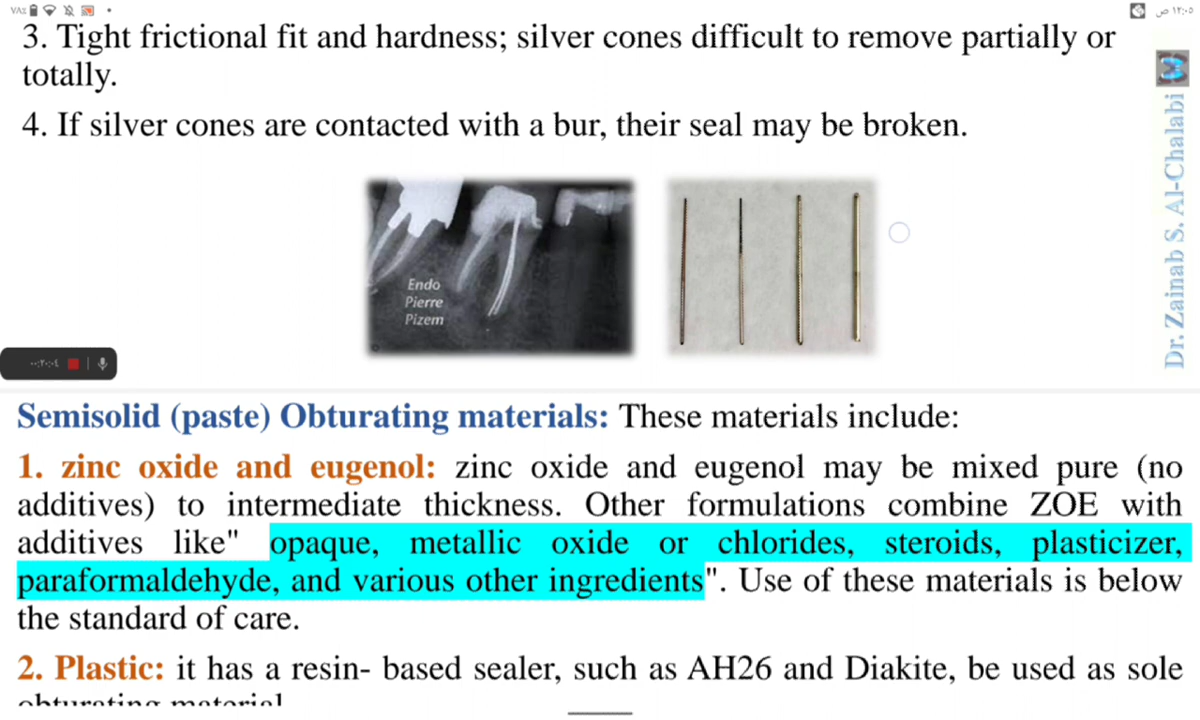 ٧٨٪
١٢:٠٥ ص
3. Tight frictional fit and hardness; silver cones difficult to remove partially or
totally.
4. If silver cones are contacted with a bur, their seal may be broken.
Dr. Zainab S. Al-Chalabi
Endo
Pierre
Pizem
Semisolid (paste) Obturating materials: These materials include:
1. zinc oxide and eugenol: zinc oxide and eugenol may be mixed pure (no
additives) to intermediate thickness. Other formulations combine ZOE with
additives like" opaque, metallic oxide or chlorides, steroids, plasticizer,
paraformaldehyde, and various other ingredients". Use of these materials is below
the standard of care.
2. Plastic: it has a resin- based sealer, such as AH26 and Diakite, be used as sole
obturating material